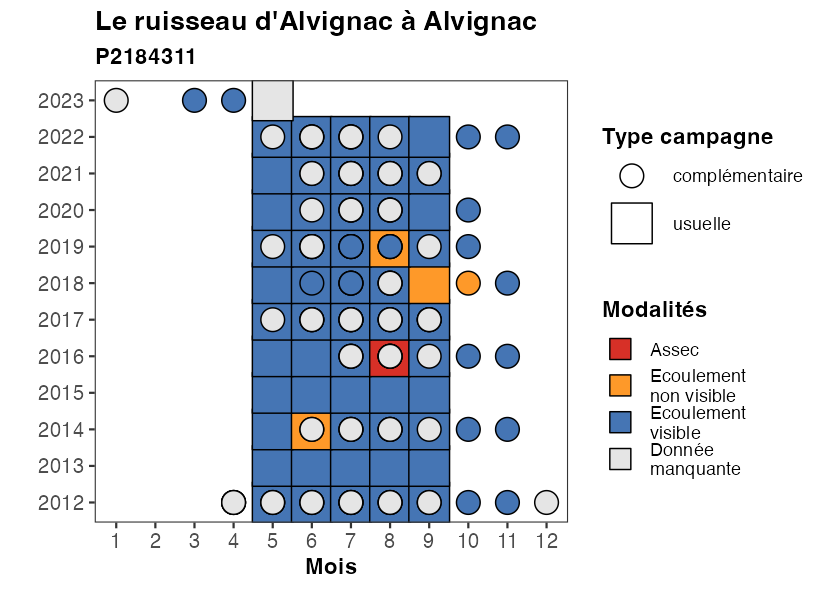 Le ruisseau d'Alvignac à Alvignac
P2184311
2023
2022
2021
2020
2019
2018
2017
2016
2015
2014
2013
2012
1 2 3 4 5 6 7 8 9 10 11 12
Mois
Type campagne
complémentaire
usuelle
Modalités
Assec
Ecoulement
non visible
Ecoulement
visible
Donnée
manquante